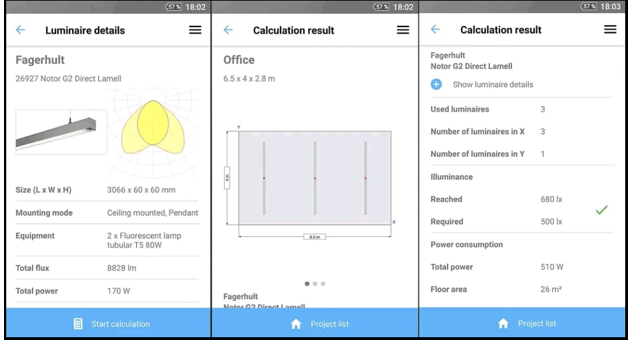 57% 18:02
Luminaire details
Fagerhult
26927 Notor G2 Direct Lamell
Size (L x W x H) 3066 x 60 x 60 mm
Mounting mode Ceiling mounted, Pendant
Equipment 2 x Fluorescent lamp
tubular T5 80W
Total flux 8828 lm
Total power 170 W
Start calculation
57% 18:02
Calculation result
Office
6.5 x 4 x 2.8 m
Y
4 m
X
6.5 m
Fagerhult
Notor G2 Direct Lamell
Project list
57% 18:03
Calculation result
Fagerhult
Notor G2 Direct Lamell
Show luminaire details
Used luminaires 3
Number of luminaires in X 3
Number of luminaires in Y 1
Illuminance
Reached 680 lx
Required 500 lx
Power consumption
Total power 510 W
Floor area 26 m²
Project list